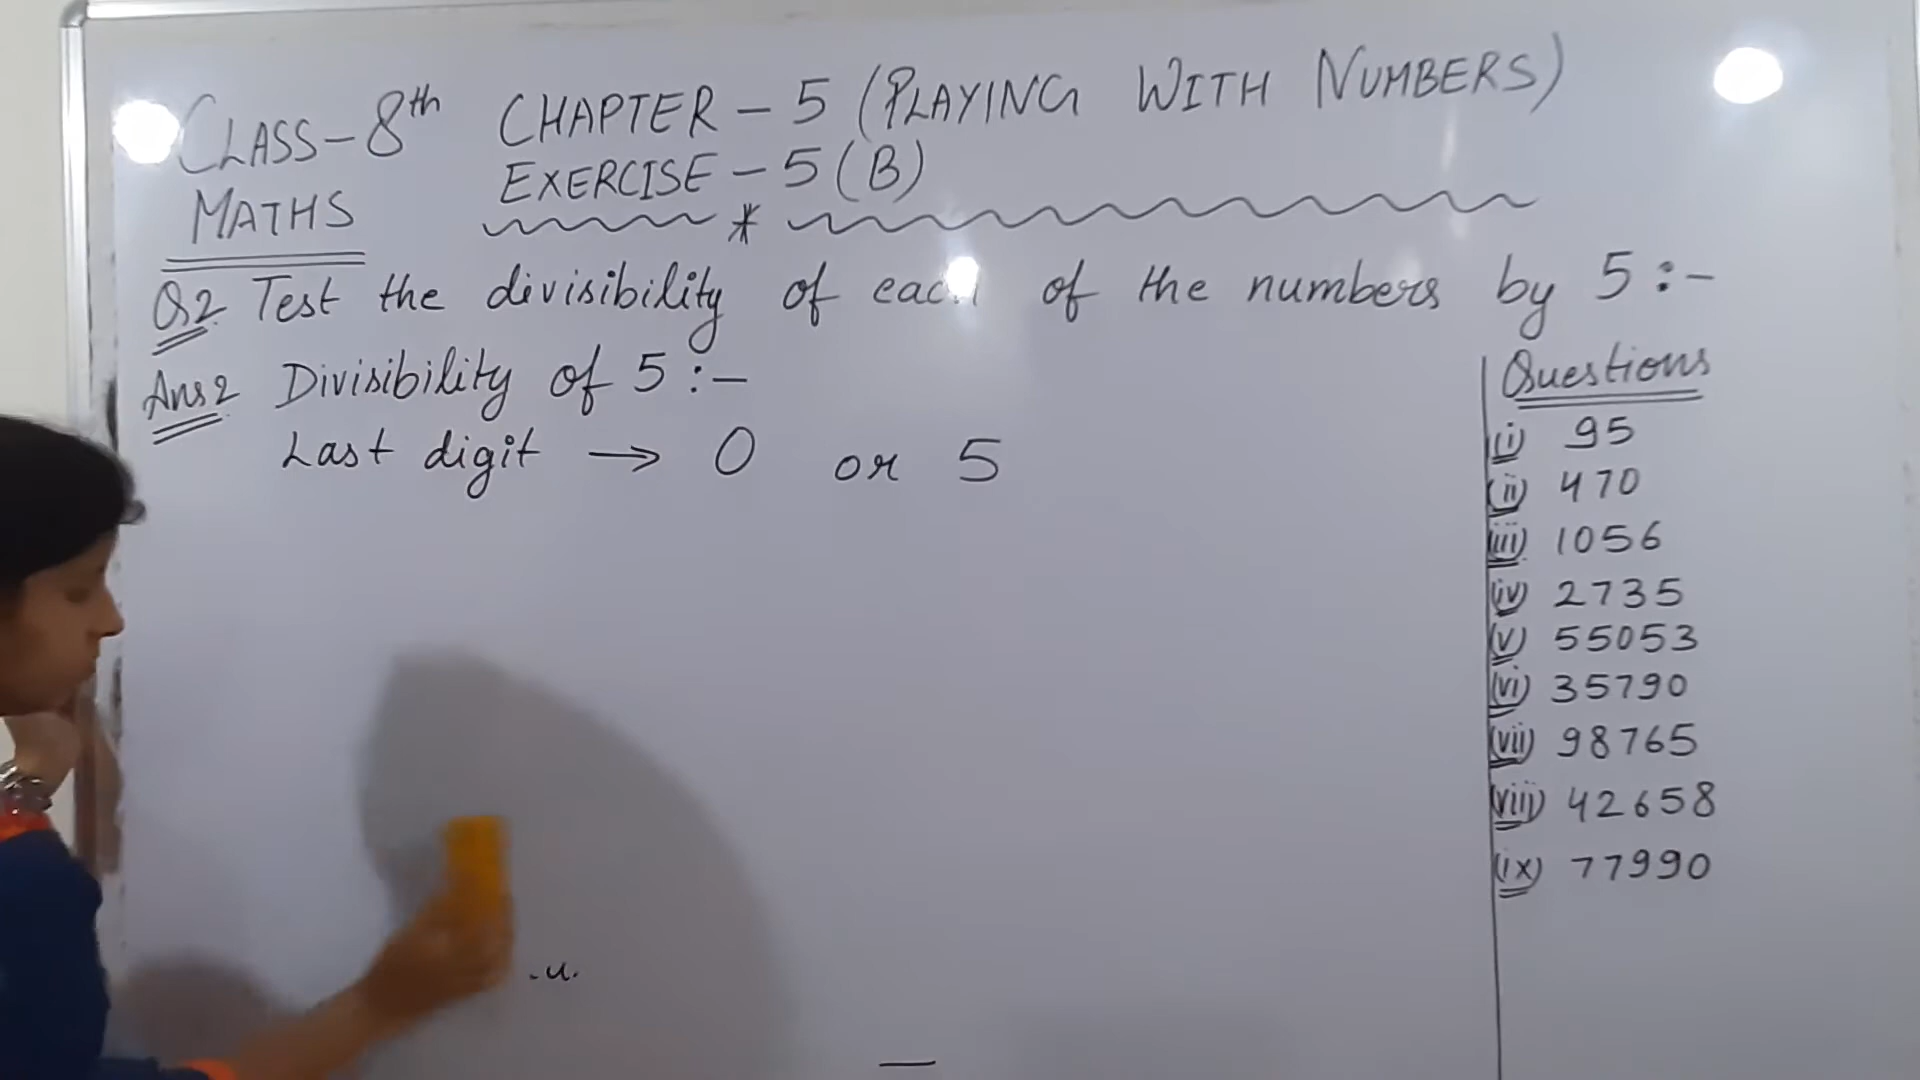 CLASS-8th CHAPTER-5 (PLAYING WITH NUMBERS)
MATHS EXERCISE-5(B)
Q2. Test the divisibility of each of the numbers by 5:-
Ans2. Divisibility of 5:-
Last digit → 0 or 5
Questions
(i) 95
(ii) 470
(iii) 1056
(iv) 2735
(v) 55053
(vi) 35790
(vii) 98765
(viii) 42658
(ix) 77990